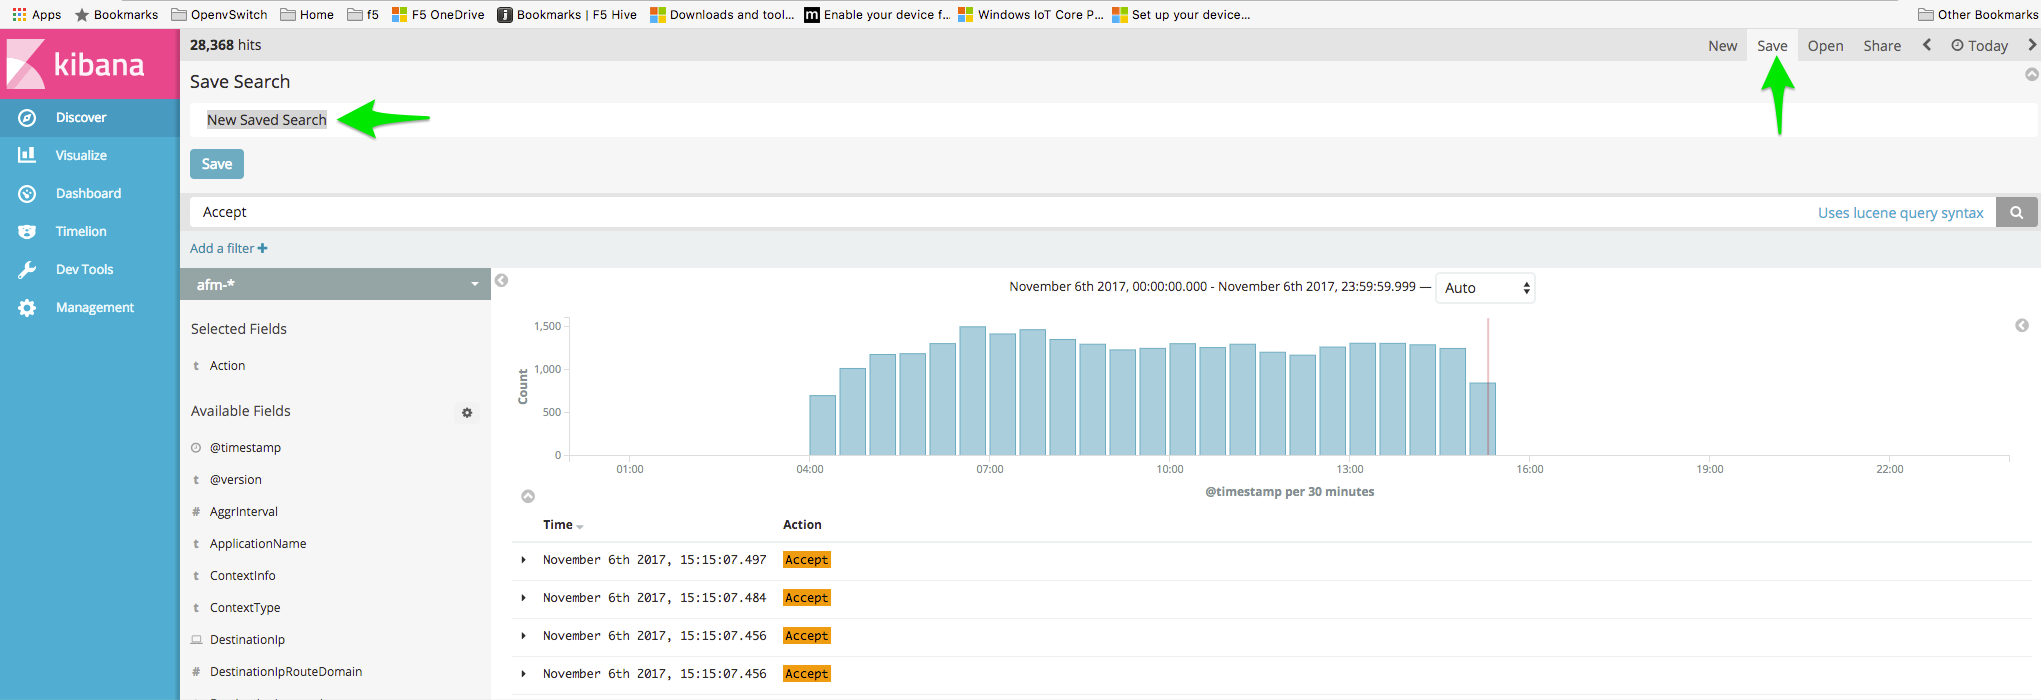 Apps Bookmarks OpenvSwitch Home f5 F5 OneDrive Bookmarks | F5 Hive Downloads and tool... Enable your device f... Windows IoT Core P... Set up your device... Other Bookmarks
kibana
28,368 hits
New Save Open Share Today
Save Search
New Saved Search
Save
Discover
Visualize
Dashboard
Timelion
Dev Tools
Management
Accept
Uses lucene query syntax
Add a filter
afm-*
Selected Fields
t Action
Available Fields
@timestamp
t @version
# AggrInterval
t ApplicationName
t ContextInfo
t ContextType
DestinationIp
# DestinationIpRouteDomain
November 6th 2017, 00:00:00.000 - November 6th 2017, 23:59:59.999 —
Auto
Count
1,500
1,000
500
0
01:00 04:00 07:00 10:00 13:00 16:00 19:00 22:00
@timestamp per 30 minutes
Time Action
November 6th 2017, 15:15:07.497 Accept
November 6th 2017, 15:15:07.484 Accept
November 6th 2017, 15:15:07.456 Accept
November 6th 2017, 15:15:07.456 Accept